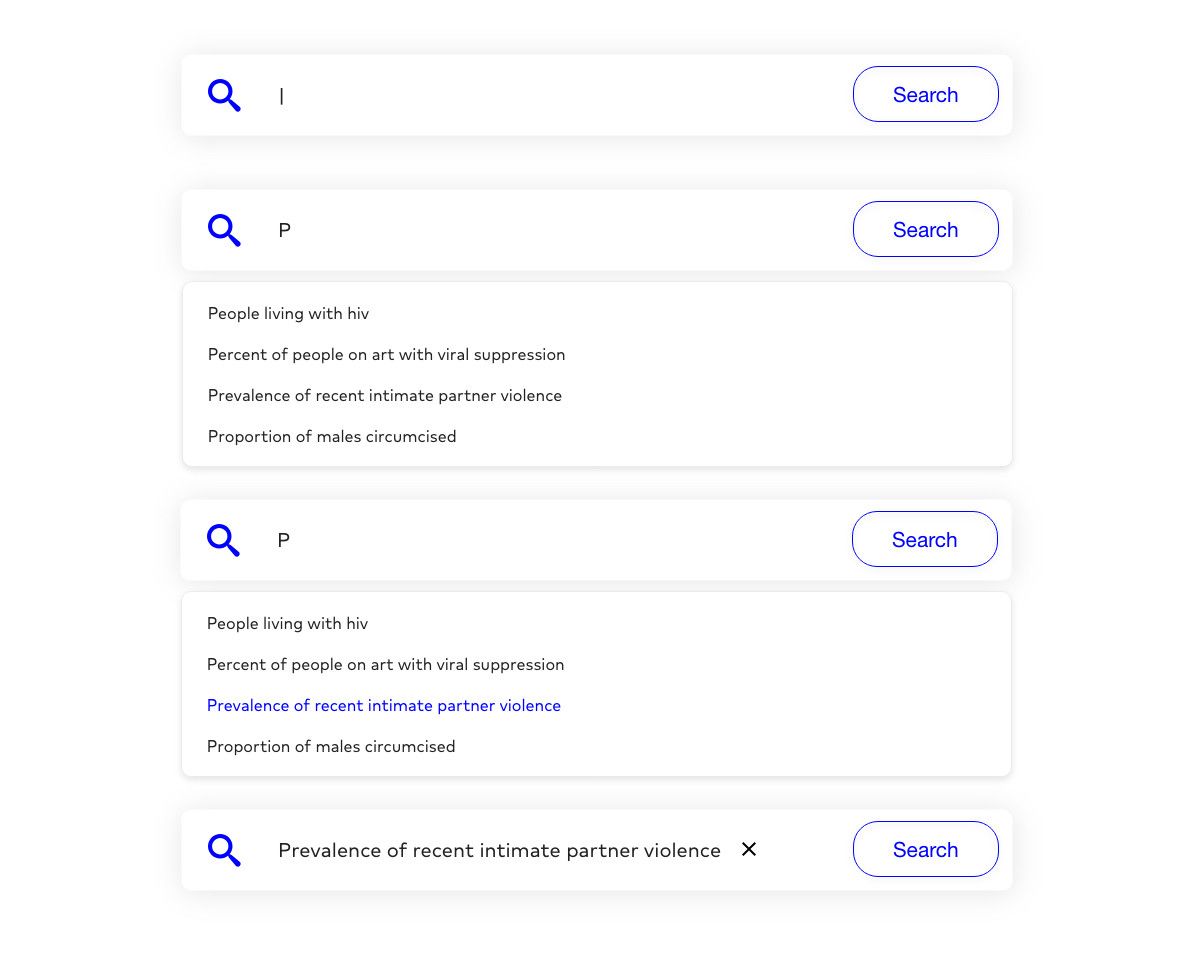 Search
P
Search
People living with hiv
Percent of people on art with viral suppression
Prevalence of recent intimate partner violence
Proportion of males circumcised
P
Search
People living with hiv
Percent of people on art with viral suppression
Prevalence of recent intimate partner violence
Proportion of males circumcised
Prevalence of recent intimate partner violence
Search